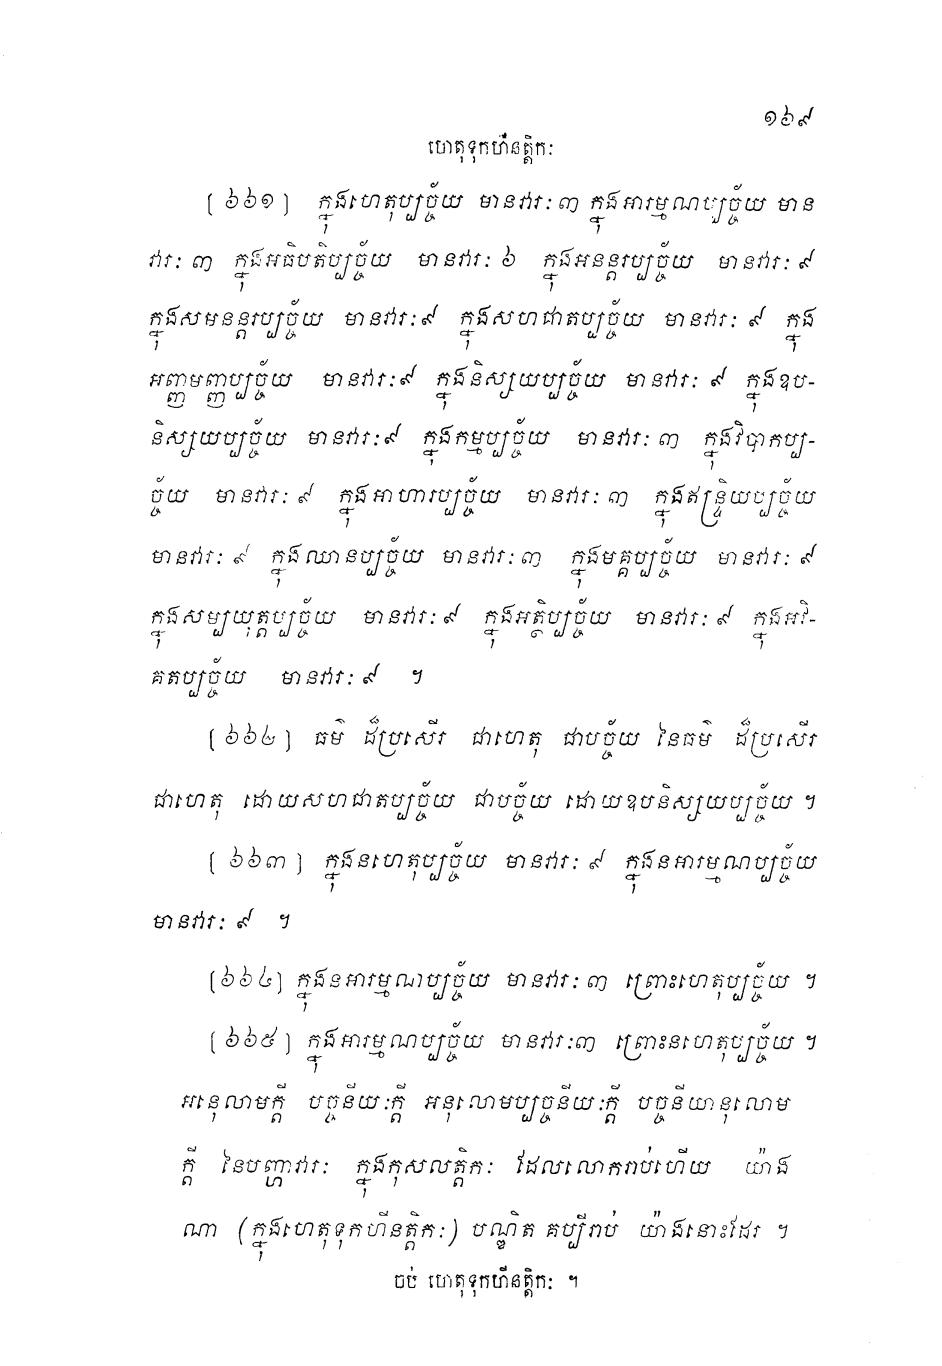 ១៦៩
ហេតុទុកហីនត្តិកៈ
(៦៦១) ក្នុងហេតុប្បច្ច័យ មានវារៈ ៣ ក្នុងអារម្មណប្បច្ច័យ មាន
វារៈ ៣ ក្នុងអធិបតិប្បច្ច័យ មានវារៈ ៦ ក្នុងអនន្តរប្បច្ច័យ មានវារៈ ៩
ក្នុងសមនន្តរប្បច្ច័យ មានវារៈ ៩ ក្នុងសហជាតប្បច្ច័យ មានវារៈ ៩ ក្នុង
អញ្ញមញ្ញប្បច្ច័យ មានវារៈ ៩ ក្នុងនិស្សយប្បច្ច័យ មានវារៈ ៩ ក្នុងឧប-
និស្សយប្បច្ច័យ មានវារៈ ៩ ក្នុងកម្មប្បច្ច័យ មានវារៈ ៣ ក្នុងវិបាកប្ប-
ច្ច័យ មានវារៈ ៩ ក្នុងអាហារប្បច្ច័យ មានវារៈ ៣ ក្នុងឥន្ទ្រិយប្បច្ច័យ
មានវារៈ ៩ ក្នុងឈានប្បច្ច័យ មានវារៈ ៣ ក្នុងមគ្គប្បច្ច័យ មានវារៈ ៩
ក្នុងសម្បយុត្តប្បច្ច័យ មានវារៈ ៩ ក្នុងអត្ថិប្បច្ច័យ មានវារៈ ៩ ក្នុងអវិ-
គតប្បច្ច័យ មានវារៈ ៩ ។
(៦៦៤) ធម៌ ដ៏ប្រសើរ ជាហេតុ ជាបច្ច័យ នៃធម៌ ដ៏ប្រសើរ
ជាហេតុ ដោយសហជាតប្បច្ច័យ ជាបច្ច័យ ដោយឧបនិស្សយប្បច្ច័យ ។
(៦៦៣) ក្នុងនហេតុប្បច្ច័យ មានវារៈ ៩ ក្នុងនអារម្មណប្បច្ច័យ
មានវារៈ ៩ ។
(៦៦៤) ក្នុងនអារម្មណប្បច្ច័យ មានវារៈ ៣ ព្រោះហេតុប្បច្ច័យ ។
(៦៦៥) ក្នុងអារម្មណប្បច្ច័យ មានវារៈ ៣ ព្រោះនហេតុប្បច្ច័យ ។
អនុលោមក្តី បច្ចនីយៈក្តី អនុលោមប្បច្ចនីយៈក្តី បច្ចនីយានុលោម
ក្តី នៃបញ្ហាវារៈ ក្នុងកុសលត្តិកៈ ដែលលោករាប់ហើយ យ៉ាង
ណា (ក្នុងហេតុទុកហីនត្តិកៈ) បណ្ឌិត គប្បីរាប់ យ៉ាងនោះដែរ ។
ចប់ ហេតុទុកហីនត្តិកៈ ។